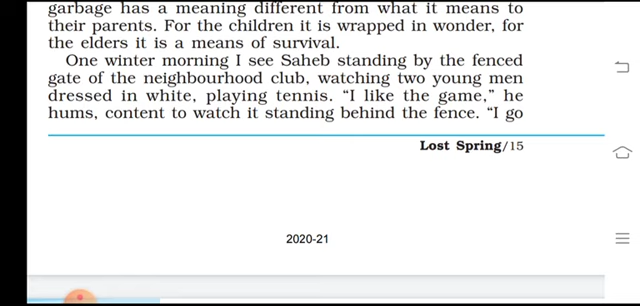 garbage has a meaning different from what it means to
their parents. For the children it is wrapped in wonder, for
the elders it is a means of survival.
One winter morning I see Saheb standing by the fenced
gate of the neighbourhood club, watching two young men
dressed in white, playing tennis. “I like the game,” he
hums, content to watch it standing behind the fence. “I go
Lost Spring/15
2020-21